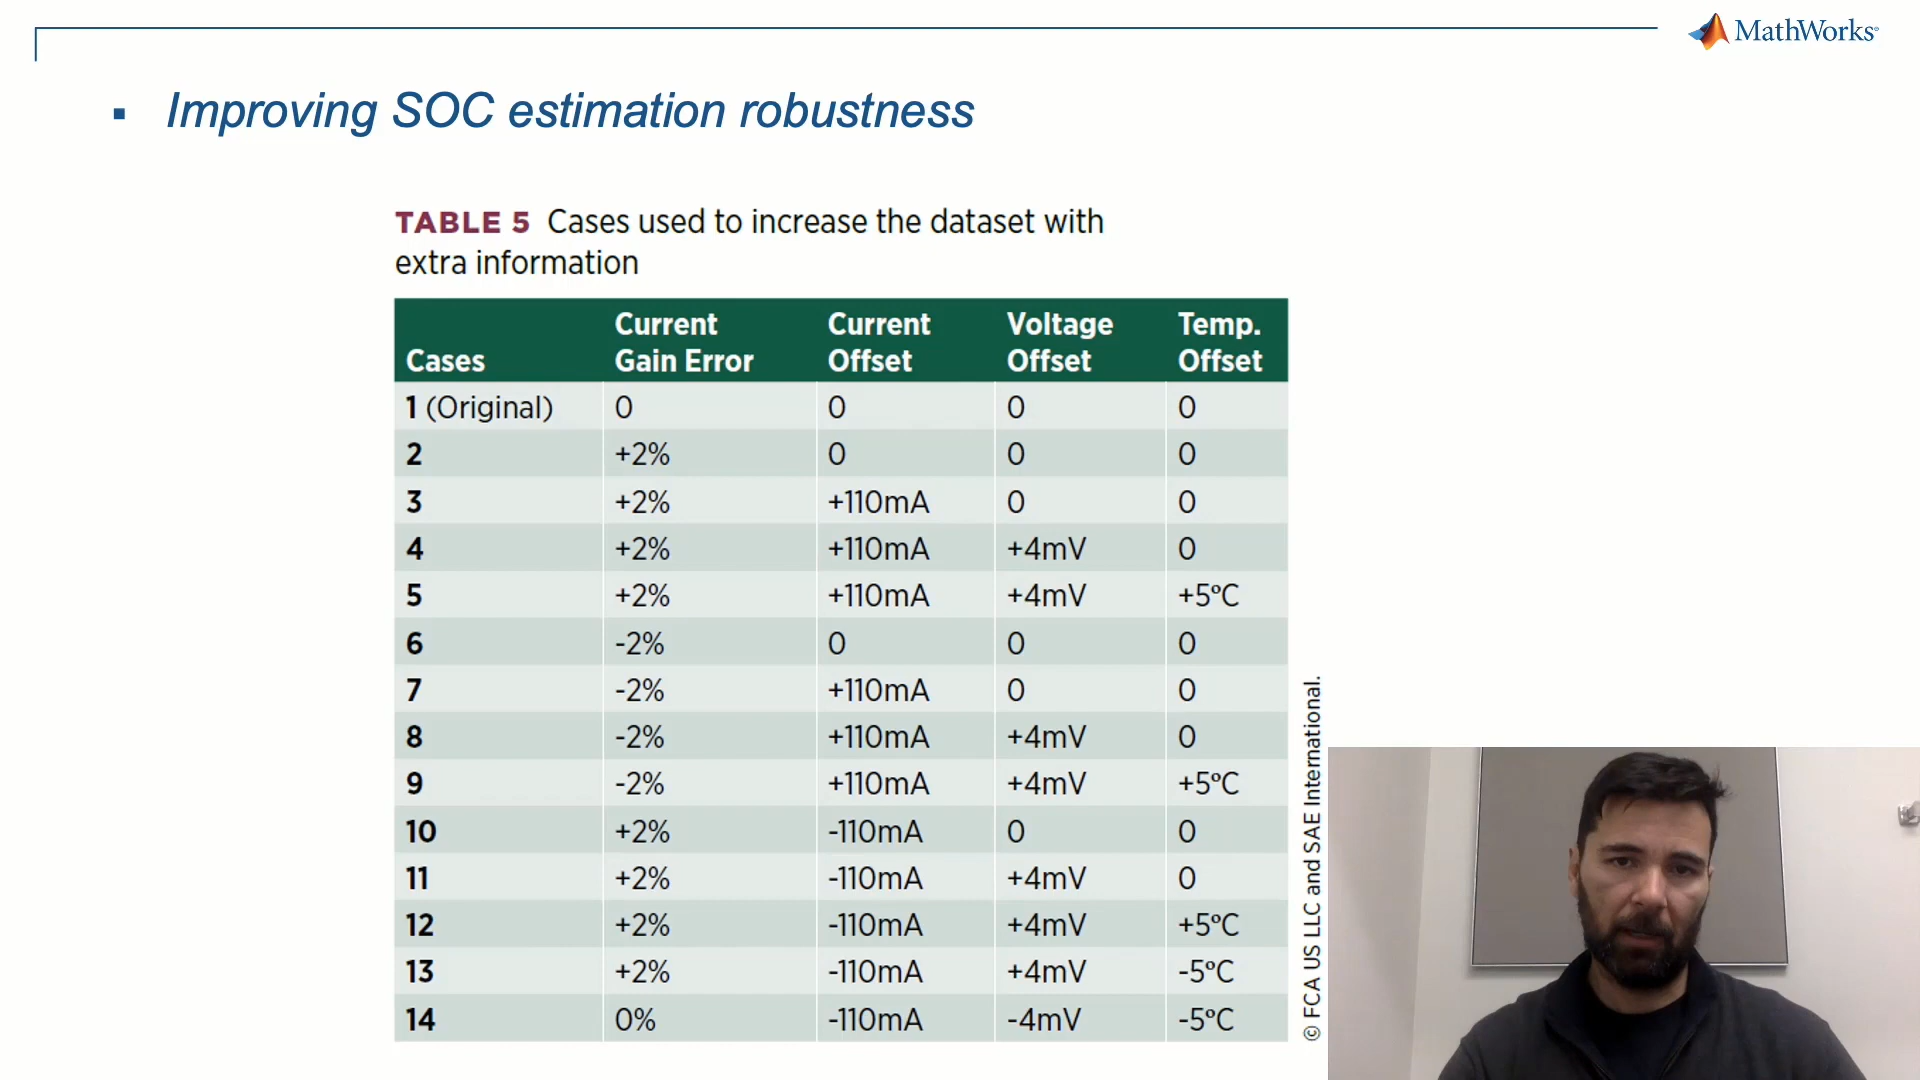 MathWorks®
▪ Improving SOC estimation robustness
TABLE 5 Cases used to increase the dataset with
extra information
Cases Current Gain Error Current Offset Voltage Offset Temp. Offset
1 (Original) 0 0 0 0
2 +2% 0 0 0
3 +2% +110mA 0 0
4 +2% +110mA +4mV 0
5 +2% +110mA +4mV +5ºC
6 -2% 0 0 0
7 -2% +110mA 0 0
8 -2% +110mA +4mV 0
9 -2% +110mA +4mV +5ºC
10 +2% -110mA 0 0
11 +2% -110mA +4mV 0
12 +2% -110mA +4mV +5ºC
13 +2% -110mA +4mV -5ºC
14 0% -110mA -4mV -5ºC
© FCA US LLC and SAE International.